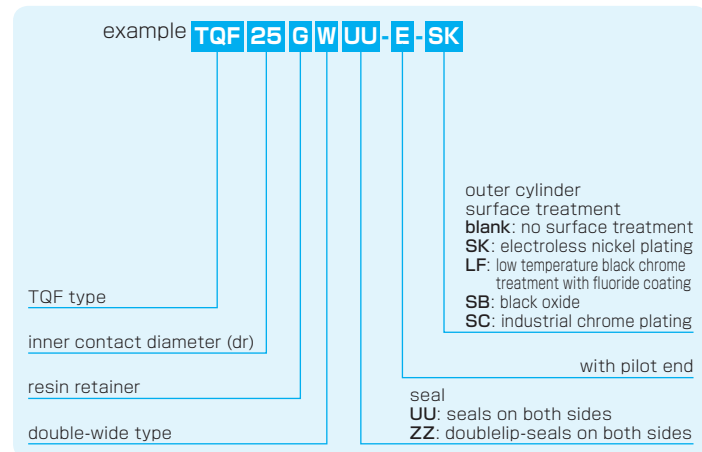 example TQF 25 G W UU - E - SK
outer cylinder
surface treatment
blank: no surface treatment
SK: electroless nickel plating
LF: low temperature black chrome
treatment with fluoride coating
SB: black oxide
SC: industrial chrome plating
TQF type
inner contact diameter (dr)
with pilot end
resin retainer
seal
UU: seals on both sides
double-wide type
ZZ: doublelip-seals on both sides